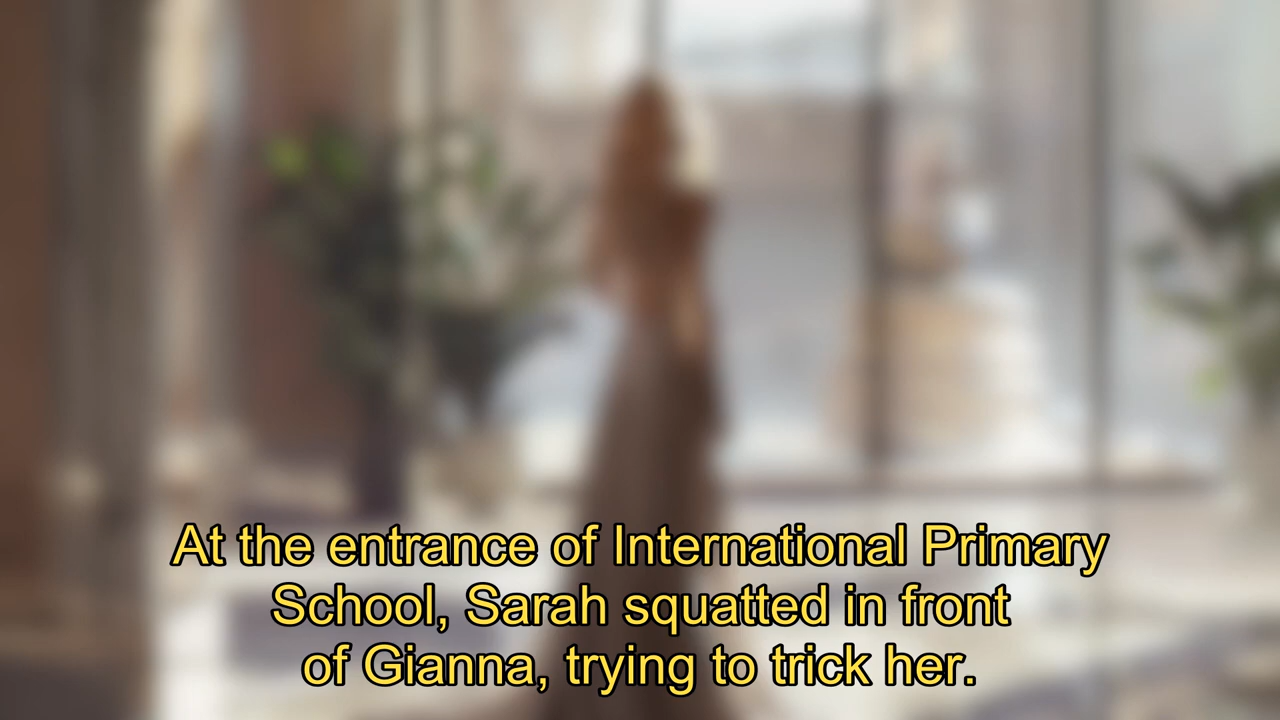 At the entrance of International Primary
School, Sarah squatted in front
of Gianna, trying to trick her.